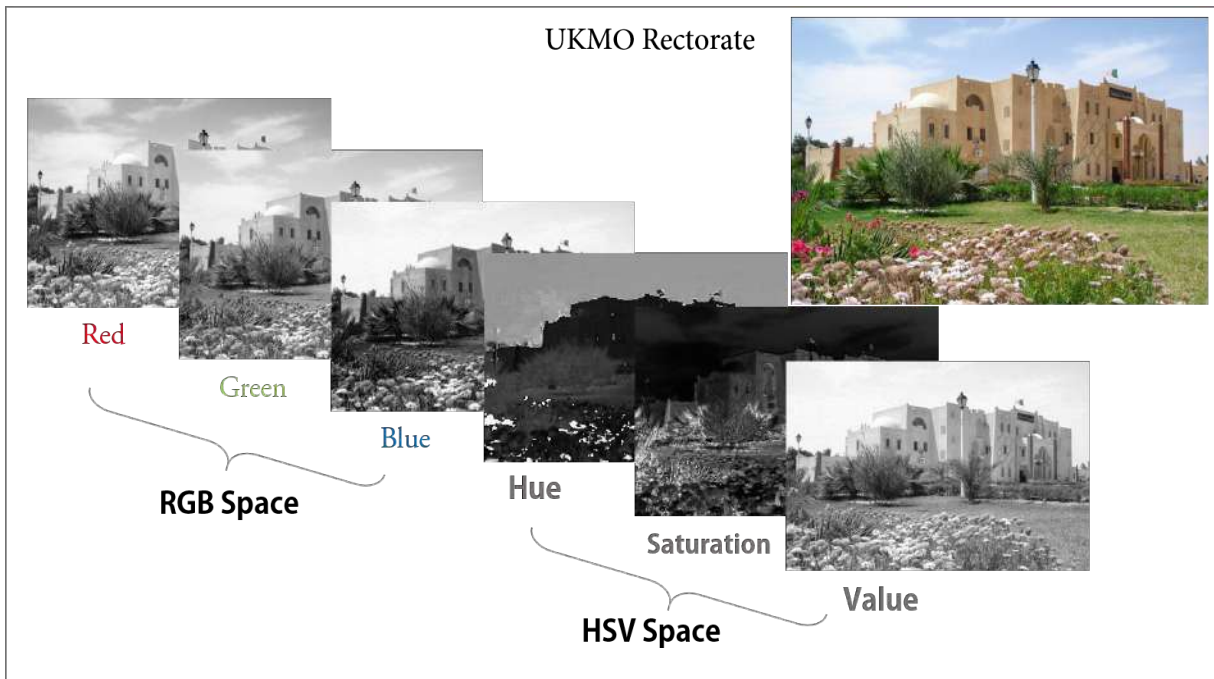 UKMO Rectorate
Red
Green
Blue
RGB Space
Hue
Saturation
Value
HSV Space